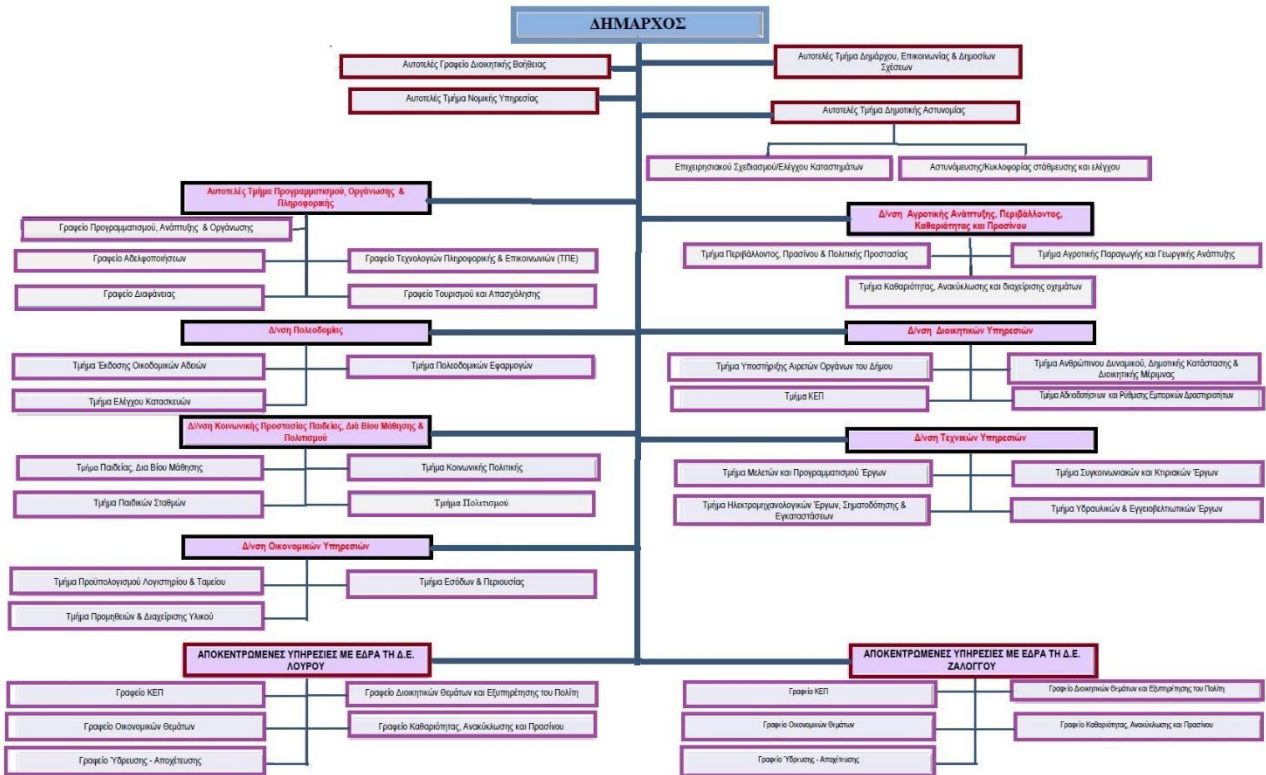 ΔΗΜΑΡΧΟΣ
Αυτοτελές Γραφείο Διοικητικής Βοήθειας
Αυτοτελές Τμήμα Δημάρχου, Επικοινωνίας & Δημοσίων
Σχέσεων
Αυτοτελές Τμήμα Νομικής Υπηρεσίας
Αυτοτελές Τμήμα Δημοτικής Αστυνομίας
Επιχειρησιακού Σχεδιασμού/Ελέγχου Καταστημάτων
Αστυνόμευσης/Κυκλοφορίας στάθμευσης και ελέγχου
Αυτοτελές Τμήμα Προγραμματισμού, Οργάνωσης &
Πληροφορικής
Γραφείο Προγραμματισμού, Ανάπτυξης & Οργάνωσης
Γραφείο Αδελφοποιήσεων
Γραφείο Τεχνολογιών Πληροφορικής & Επικοινωνιών (ΤΠΕ)
Γραφείο Διαφάνειας
Γραφείο Τουρισμού και Απασχόλησης
Δ/νση Αγροτικής Ανάπτυξης, Περιβάλλοντος,
Καθαριότητας και Πρασίνου
Τμήμα Περιβάλλοντος, Πρασίνου & Πολιτικής Προστασίας
Τμήμα Αγροτικής Παραγωγής και Γεωργικής Ανάπτυξης
Τμήμα Καθαριότητας, Ανακύκλωσης και διαχείρισης οχημάτων
Δ/νση Πολεοδομίας
Τμήμα Έκδοσης Οικοδομικών Αδειών
Τμήμα Πολεοδομικών Εφαρμογών
Τμήμα Ελέγχου Κατασκευών
Δ/νση Διοικητικών Υπηρεσιών
Τμήμα Υποστήριξης Αιρετών Οργάνων του Δήμου
Τμήμα Ανθρώπινου Δυναμικού, Δημοτικής Κατάστασης &
Διοικητικής Μέριμνας
Τμήμα ΚΕΠ
Τμήμα Αδειοδοτήσεων και Ρύθμισης Εμπορικών Δραστηριοτήτων
Δ//νση Κοινωνικής Προστασίας Παιδείας, Διά Βίου Μάθησης &
Πολιτισμού
Τμήμα Παιδείας, Δια Βίου Μάθησης
Τμήμα Κοινωνικής Πολιτικής
Τμήμα Παιδικών Σταθμών
Τμήμα Πολιτισμού
Δ/νση Τεχνικών Υπηρεσιών
Τμήμα Μελετών και Προγραμματισμού Έργων
Τμήμα Συγκοινωνιακών και Κτιριακών Έργων
Τμήμα Ηλεκτρομηχανολογικών Έργων, Σηματοδότησης &
Εγκαταστάσεων
Τμήμα Υδραυλικών & Εγγειοβελτιωτικών Έργων
Δ/νση Οικονομικών Υπηρεσιών
Τμήμα Προϋπολογισμού Λογιστηρίου & Ταμείου
Τμήμα Εσόδων & Περιουσίας
Τμήμα Προμηθειών & Διαχείρισης Υλικού
ΑΠΟΚΕΝΤΡΩΜΕΝΕΣ ΥΠΗΡΕΣΙΕΣ ΜΕ ΕΔΡΑ ΤΗ Δ.Ε.
ΛΟΥΡΟΥ
Γραφείο ΚΕΠ
Γραφείο Διοικητικών Θεμάτων και Εξυπηρέτησης του Πολίτη
Γραφείο Οικονομικών Θεμάτων
Γραφείο Καθαριότητας, Ανακύκλωσης και Πρασίνου
Γραφείο Ύδρευσης - Αποχέτευσης
ΑΠΟΚΕΝΤΡΩΜΕΝΕΣ ΥΠΗΡΕΣΙΕΣ ΜΕ ΕΔΡΑ ΤΗ Δ.Ε.
ΖΑΛΟΓΓΟΥ
Γραφείο ΚΕΠ
Γραφείο Διοικητικών Θεμάτων και Εξυπηρέτησης του Πολίτη
Γραφείο Οικονομικών Θεμάτων
Γραφείο Καθαριότητας, Ανακύκλωσης και Πρασίνου
Γραφείο Ύδρευσης - Αποχέτευσης